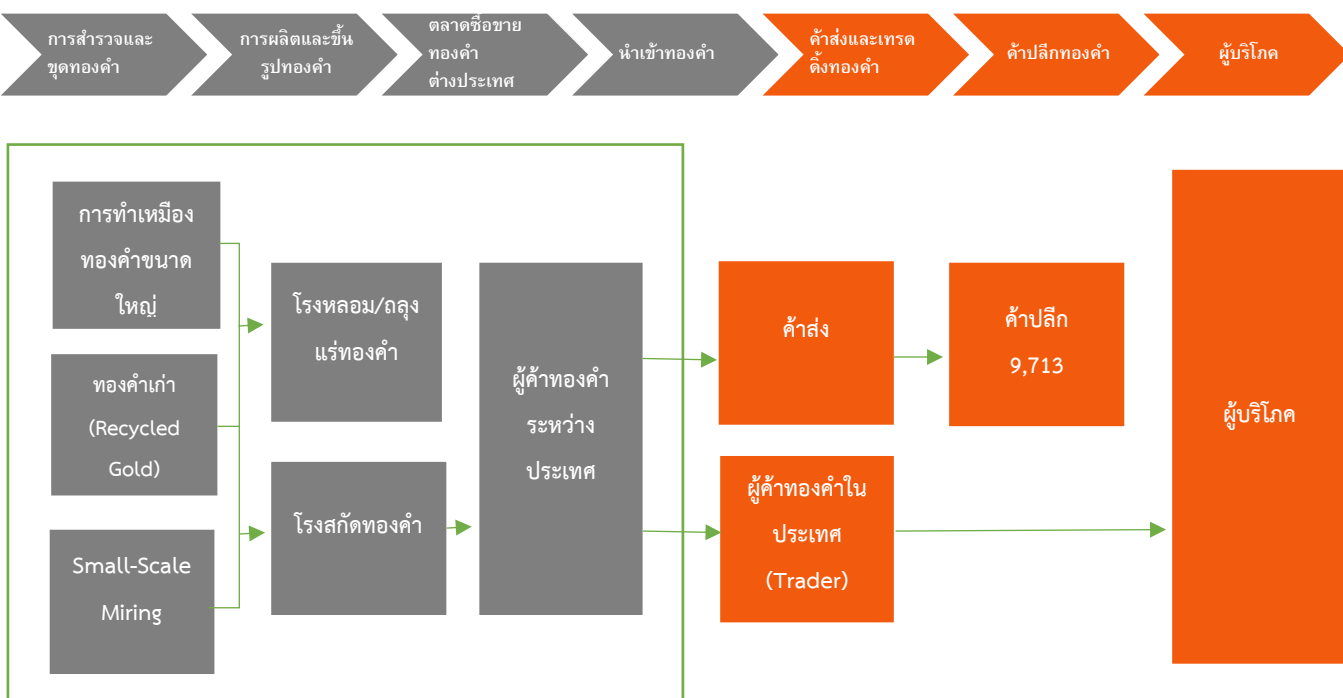 การสำรวจและ
ขุดทองคำ
การผลิตและขึ้น
รูปทองคำ
ตลาดซื้อขาย
ทองคำ
ต่างประเทศ
นำเข้าทองคำ
ค้าส่งและเทรด
ดิ้งทองคำ
ค้าปลีกทองคำ
ผู้บริโภค
การทำเหมือง
ทองคำขนาด
ใหญ่
ทองคำเก่า
(Recycled
Gold)
Small-Scale
Miring
โรงหลอม/ถลุง
แร่ทองคำ
โรงสกัดทองคำ
ผู้ค้าทองคำ
ระหว่าง
ประเทศ
ค้าส่ง
ผู้ค้าทองคำใน
ประเทศ
(Trader)
ค้าปลีก
9,713
ผู้บริโภค